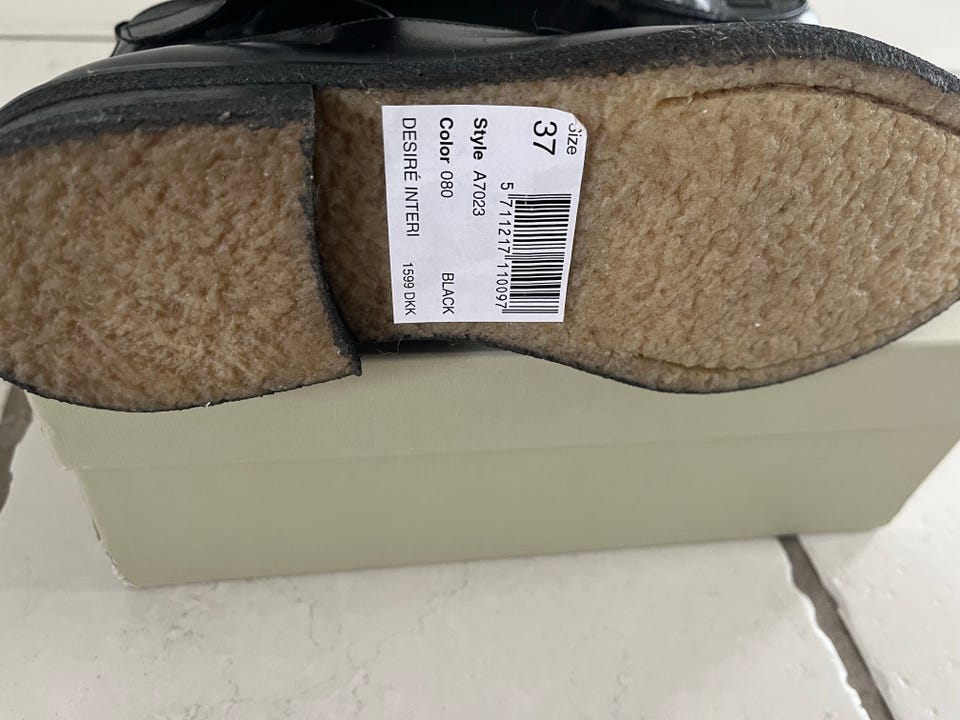 Size
37
5 711217 110097
Style A7023
Color 080 BLACK
DESIRÉ INTERI 1599 DKK